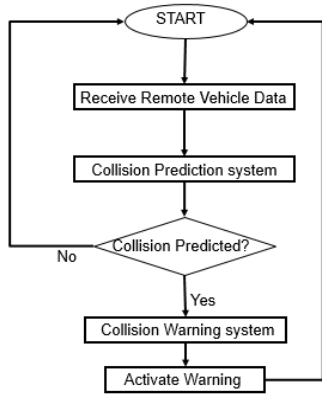 START
Receive Remote Vehicle Data
Collision Prediction system
Collision Predicted?
No
Yes
Collision Warning system
Activate Warning